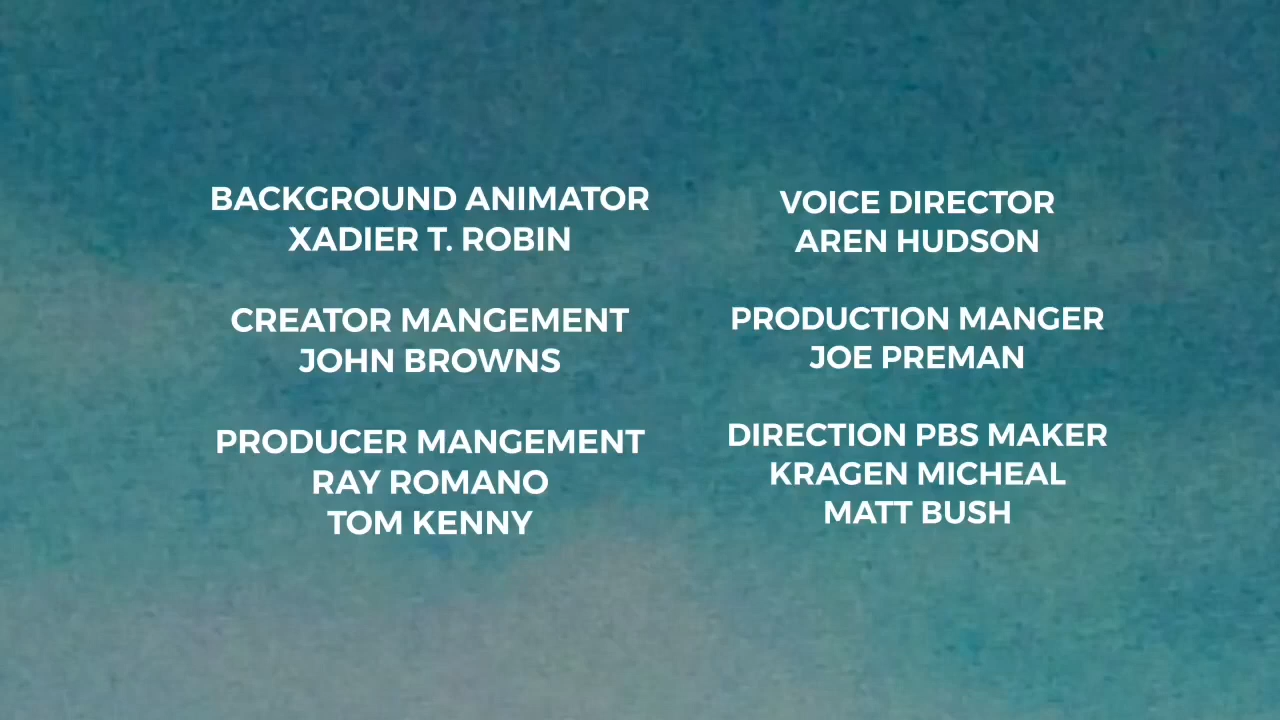 BACKGROUND ANIMATOR
XADIER T. ROBIN
CREATOR MANGEMENT
JOHN BROWNS
PRODUCER MANGEMENT
RAY ROMANO
TOM KENNY
VOICE DIRECTOR
AREN HUDSON
PRODUCTION MANGER
JOE PREMAN
DIRECTION PBS MAKER
KRAGEN MICHEAL
MATT BUSH